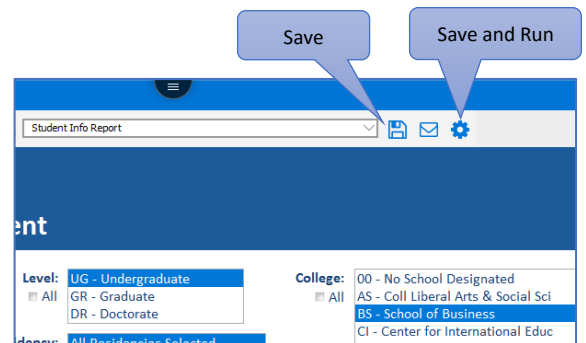 Save
Save and Run
Student Info Report
ent
Level:
UG - Undergraduate
All
GR - Graduate
DR - Doctorate
College:
00 - No School Designated
All
AS - Coll Liberal Arts & Social Sci
BS - School of Business
CI - Center for International Educ
dency:
All Residencies Selected